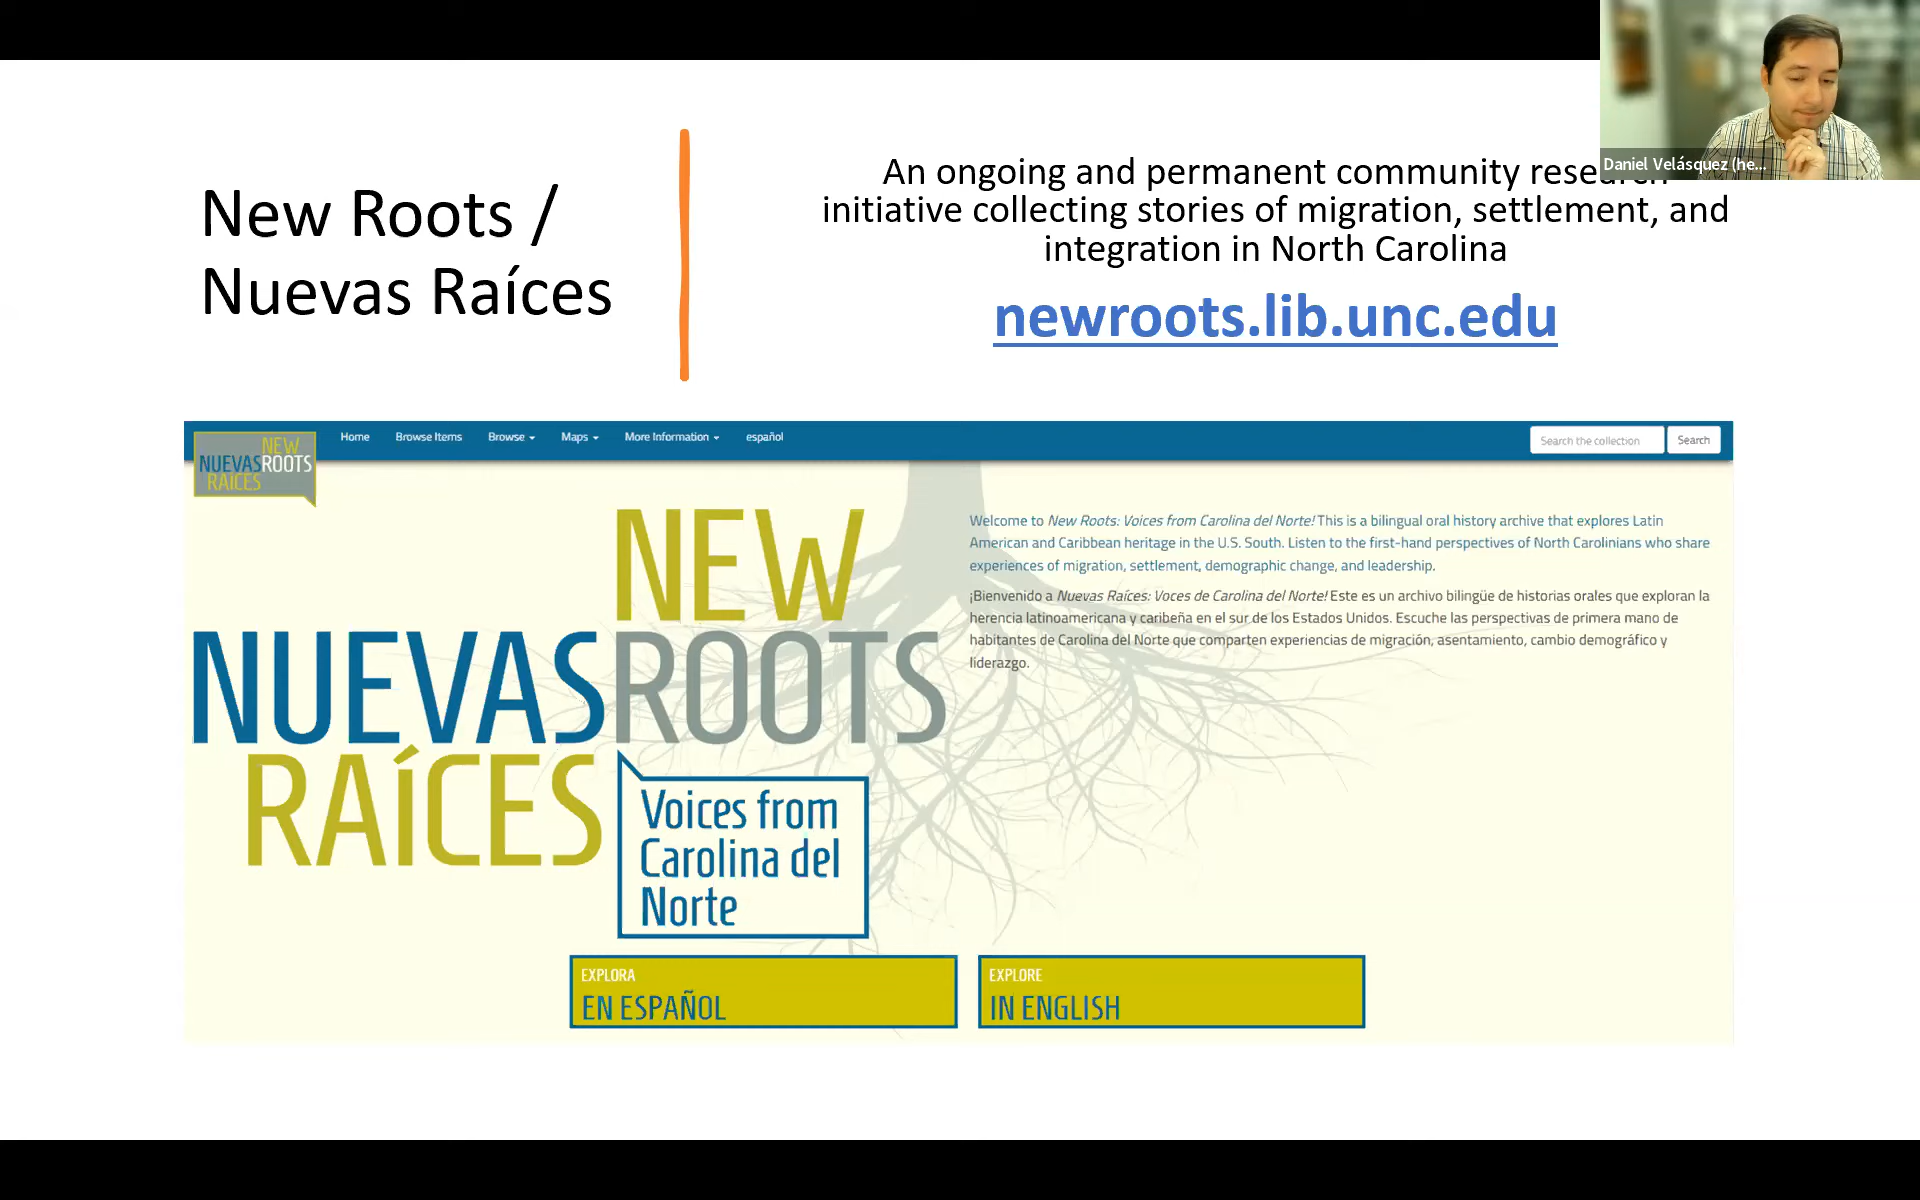 New Roots /
Nuevas Raíces
An ongoing and permanent community research
initiative collecting stories of migration, settlement, and
integration in North Carolina
newroots.lib.unc.edu
Daniel Velásquez (he...
NEW
NUEVAS ROOTS
RAÍCES
Home Browse Items Browse Maps More Information español
Search the collection Search
NEW
NUEVAS ROOTS
RAÍCES
Voices from
Carolina del
Norte
Welcome to New Roots: Voices from Carolina del Norte! This is a bilingual oral history archive that explores Latin
American and Caribbean heritage in the U.S. South. Listen to the first-hand perspectives of North Carolinians who share
experiences of migration, settlement, demographic change, and leadership.
¡Bienvenido a Nuevas Raíces: Voces de Carolina del Norte! Este es un archivo bilingüe de historias orales que exploran la
herencia latinoamericana y caribeña en el sur de los Estados Unidos. Escuche las perspectivas de primera mano de
habitantes de Carolina del Norte que comparten experiencias de migración, asentamiento, cambio demográfico y
liderazgo.
EXPLORA
EN ESPAÑOL
EXPLORE
IN ENGLISH